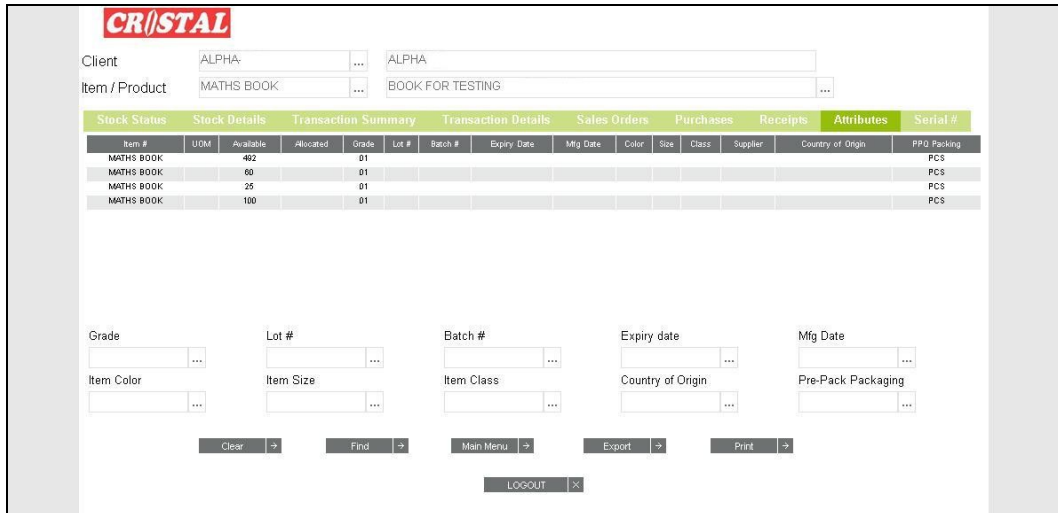 CRISTAL
Client ALPHA- ... ALPHA
Item / Product MATHS BOOK ... BOOK FOR TESTING ...
Stock Status Stock Details Transaction Summary Transaction Details Sales Orders Purchases Receipts Attributes Serial #
Item # UOM Available Allocated Grade Lot # Batch # Expiry Date Mfg Date Color Size Class Supplier Country of Origin PPQ Packing
MATHS BOOK 492 01 PCS
MATHS BOOK 60 01 PCS
MATHS BOOK 25 01 PCS
MATHS BOOK 100 01 PCS
Grade Lot # Batch # Expiry date Mfg Date
... ... ... ... ...
Item Color Item Size Item Class Country of Origin Pre-Pack Packaging
... ... ... ... ...
Clear → Find → Main Menu → Export → Print →
LOGOUT ×